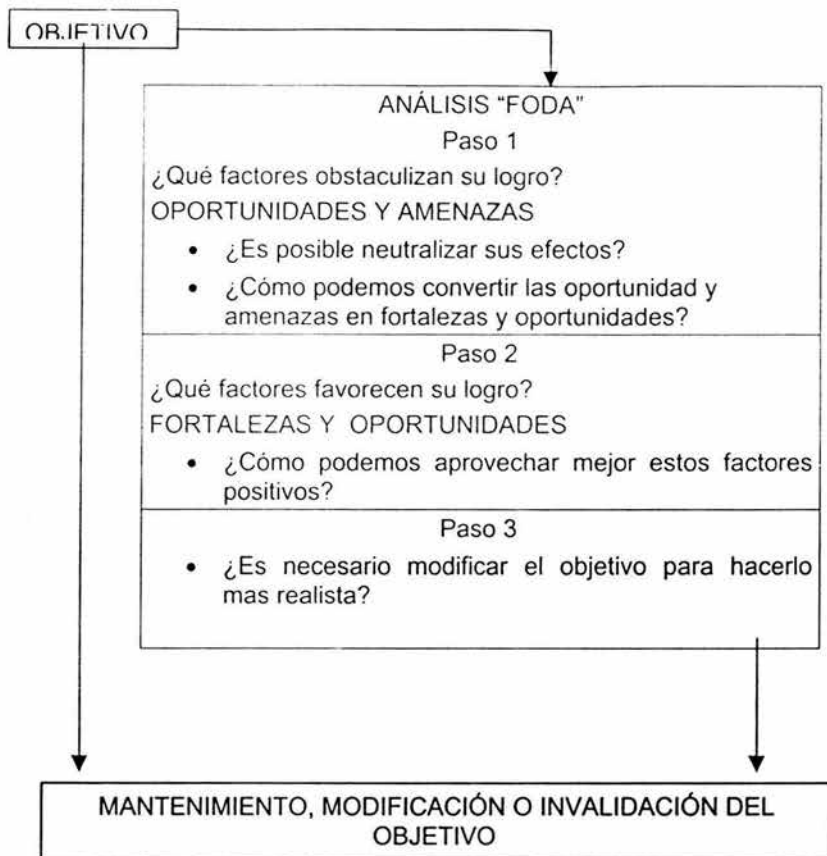 OBJETIVO
ANÁLISIS “FODA”
Paso 1
¿Qué factores obstaculizan su logro?
OPORTUNIDADES Y AMENAZAS
• ¿Es posible neutralizar sus efectos?
• ¿Cómo podemos convertir las oportunidad y
amenazas en fortalezas y oportunidades?
Paso 2
¿Qué factores favorecen su logro?
FORTALEZAS Y OPORTUNIDADES
• ¿Cómo podemos aprovechar mejor estos factores
positivos?
Paso 3
• ¿Es necesario modificar el objetivo para hacerlo
mas realista?
MANTENIMIENTO, MODIFICACIÓN O INVALIDACIÓN DEL
OBJETIVO